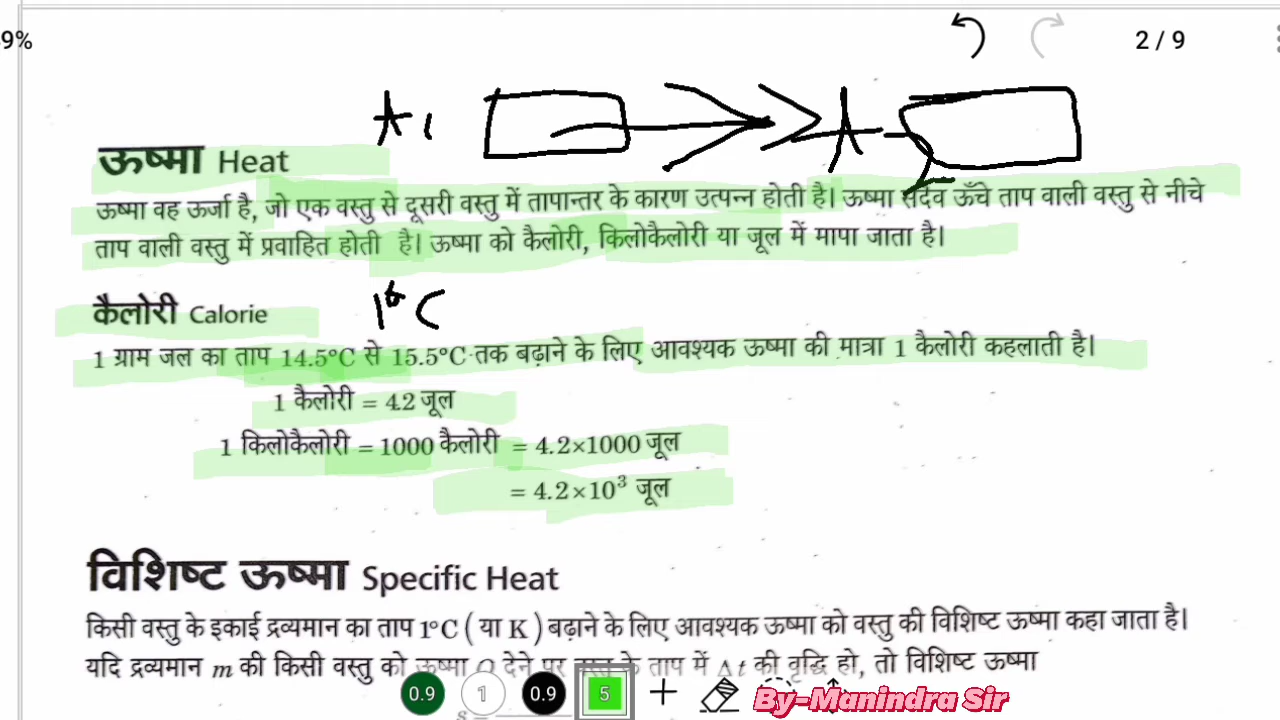 9%
2 / 9
ऊष्मा Heat
ऊष्मा वह ऊर्जा है, जो एक वस्तु से दूसरी वस्तु में तापान्तर के कारण उत्पन्न होती है। ऊष्मा सदैव ऊँचे ताप वाली वस्तु से नीचे
ताप वाली वस्तु में प्रवाहित होती है। ऊष्मा को कैलोरी, किलोकैलोरी या जूल में मापा जाता है।
1°C
कैलोरी Calorie
1 ग्राम जल का ताप 14.5°C से 15.5°C तक बढ़ाने के लिए आवश्यक ऊष्मा की मात्रा 1 कैलोरी कहलाती है।
1 कैलोरी = 4.2 जूल
1 किलोकैलोरी = 1000 कैलोरी = 4.2×1000 जूल
= 4.2×10³ जूल
विशिष्ट ऊष्मा Specific Heat
किसी वस्तु के इकाई द्रव्यमान का ताप 1°C ( या K ) बढ़ाने के लिए आवश्यक ऊष्मा को वस्तु की विशिष्ट ऊष्मा कहा जाता है।
यदि द्रव्यमान m की किसी वस्तु को ऊष्मा Q देने पर वस्तु के ताप में Δt की वृद्धि हो, तो विशिष्ट ऊष्मा
0.9 1 0.9 5
By-Manindra Sir